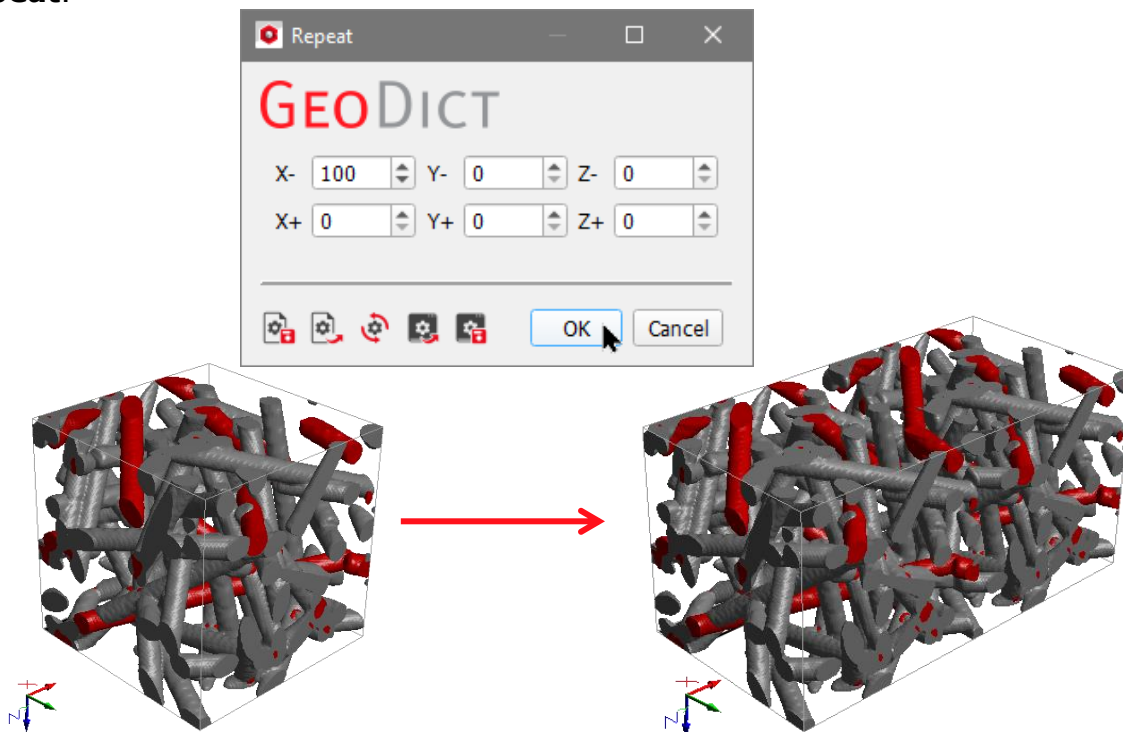 Repeat
GEODICT
X- 100 Y- 0 Z- 0
X+ 0 Y+ 0 Z+ 0
OK Cancel
Z
Z